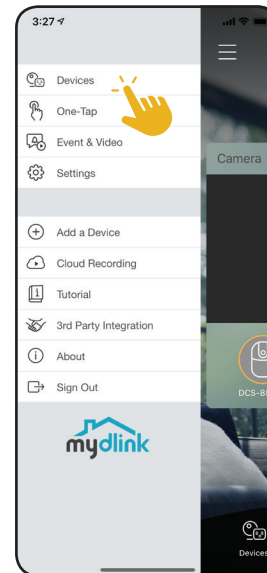 3:27
Devices
One-Tap
Event & Video
Settings
Add a Device
Cloud Recording
Tutorial
3rd Party Integration
About
Sign Out
mydlink
Camera
Devices